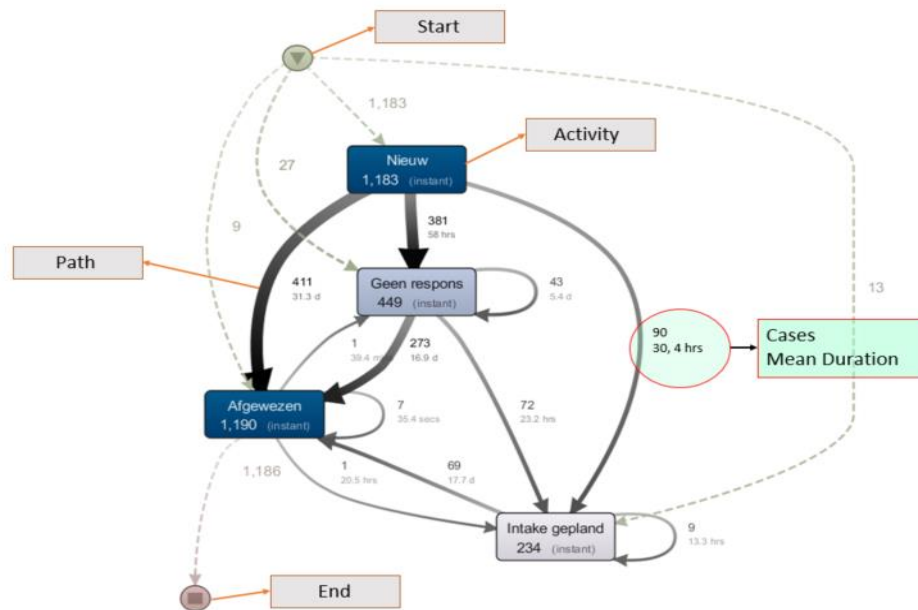 Start
1,183
Activity
Nieuw
1,183 (instant)
27
381
58 hrs
9
Path
411
31.3 d
Geen respons
449 (instant)
43
5.4 d
13
90
30, 4 hrs
Cases
Mean Duration
1
39.4
273
16.9 d
Afgewezen
1,190 (instant)
7
35.4 secs
72
23.2 hrs
1,186
1
20.5 hrs
69
17.7 d
Intake gepland
234 (instant)
9
13.3 hrs
End